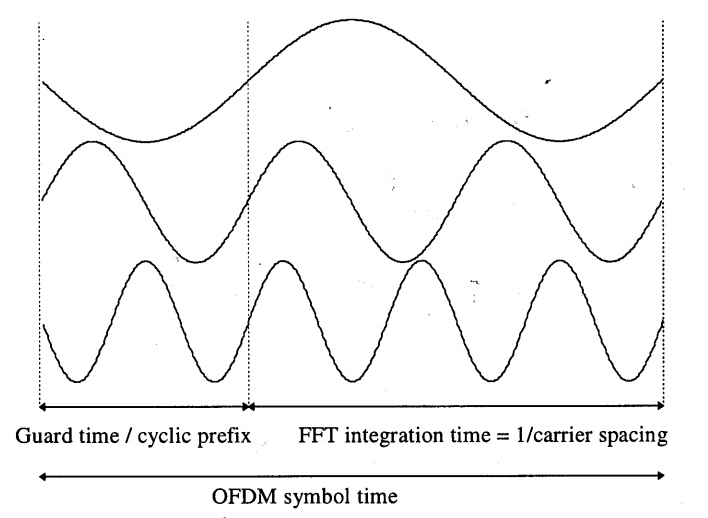 Guard time / cyclic prefix
FFT integration time = 1/carrier spacing
OFDM symbol time